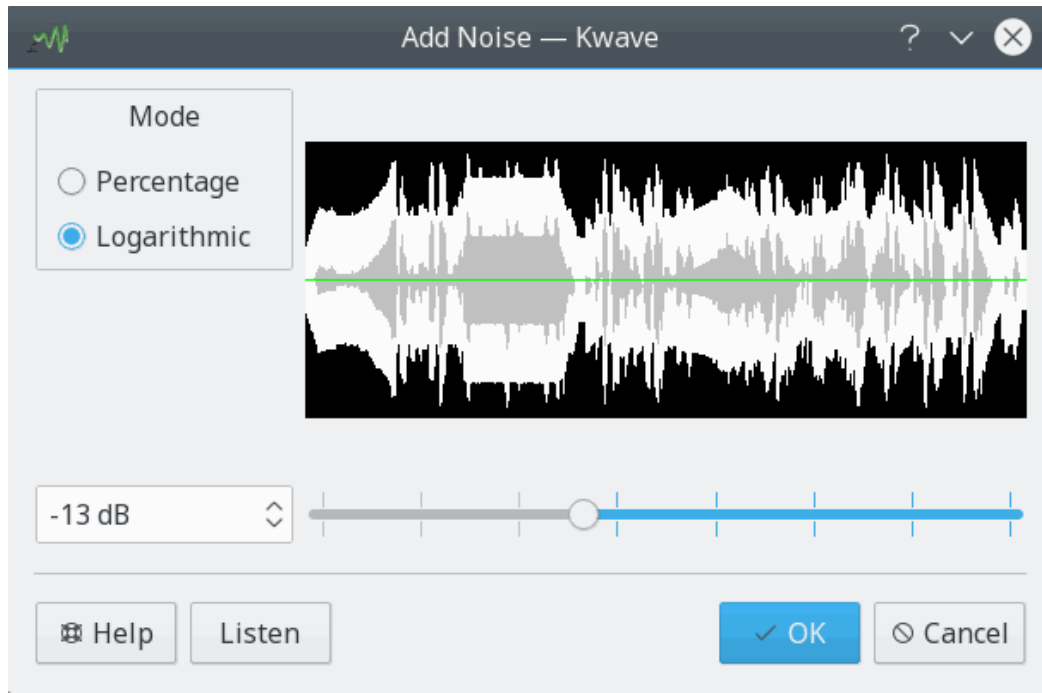 Add Noise — Kwave
Mode
Percentage
Logarithmic
-13 dB
Help
Listen
OK
Cancel